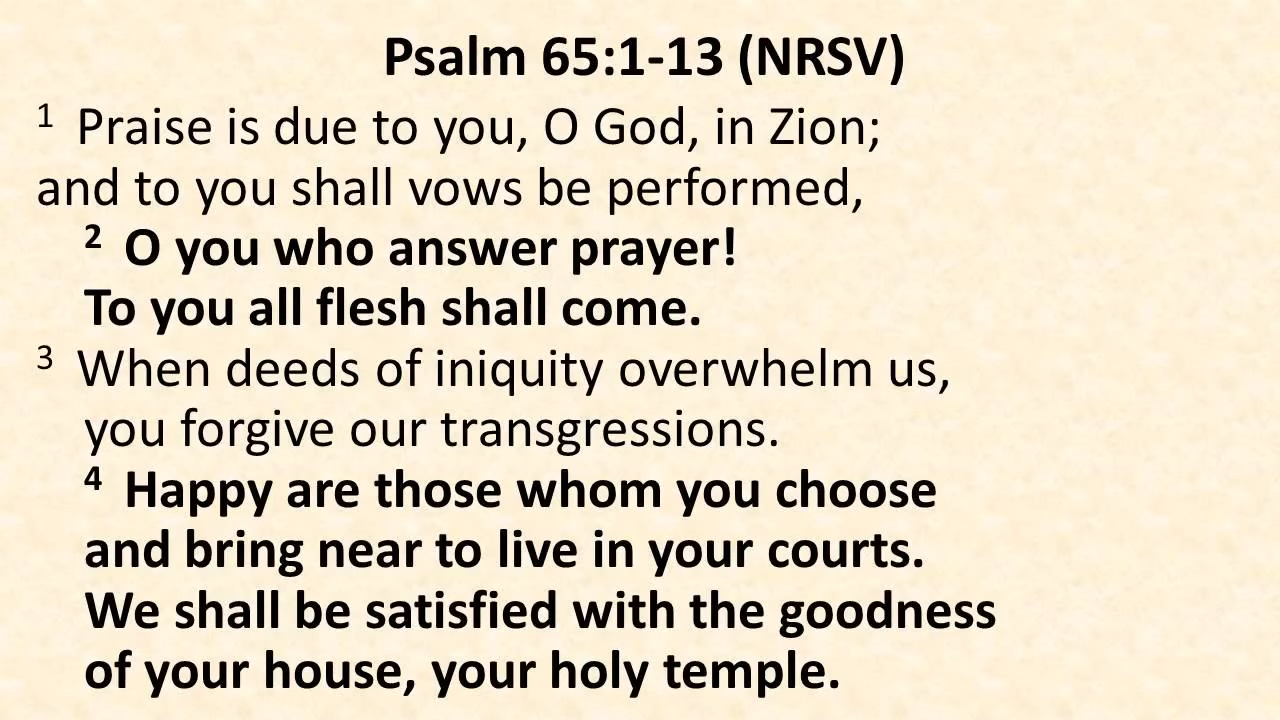 Psalm 65:1-13 (NRSV)
1 Praise is due to you, O God, in Zion;
and to you shall vows be performed,
2 O you who answer prayer!
To you all flesh shall come.
3 When deeds of iniquity overwhelm us,
you forgive our transgressions.
4 Happy are those whom you choose
and bring near to live in your courts.
We shall be satisfied with the goodness
of your house, your holy temple.